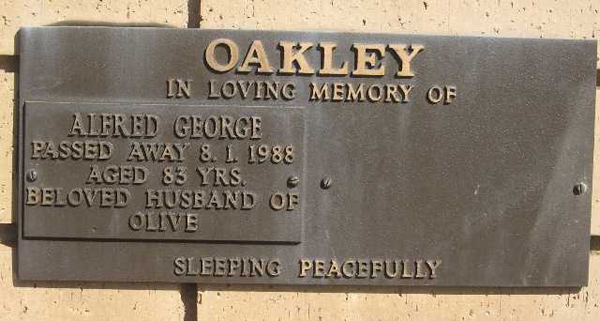 OAKLEY
IN LOVING MEMORY OF
ALFRED GEORGE
PASSED AWAY 8. 1. 1988
AGED 83 YRS.
BELOVED HUSBAND OF
OLIVE
SLEEPING PEACEFULLY